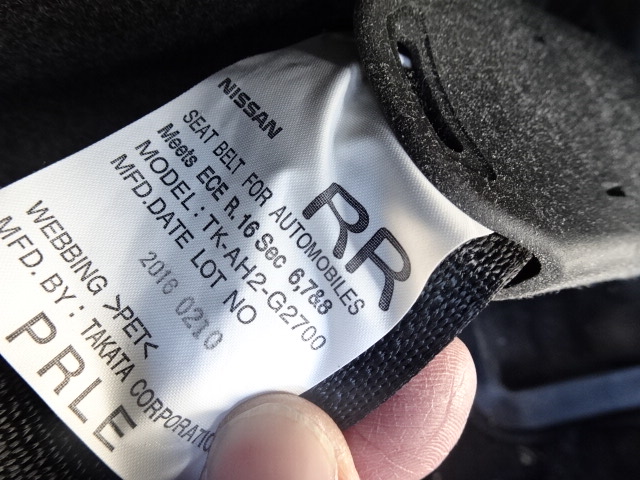 NISSAN
SEAT BELT FOR AUTOMOBILES
Meets ECE R.16 Sec 6,7&8
MODEL : TK-AH2-G2700
MFD.DATE LOT NO
2016 0210
RR
WEBBING >PET<
MFD. BY : TAKATA CORPORATION
PRLE